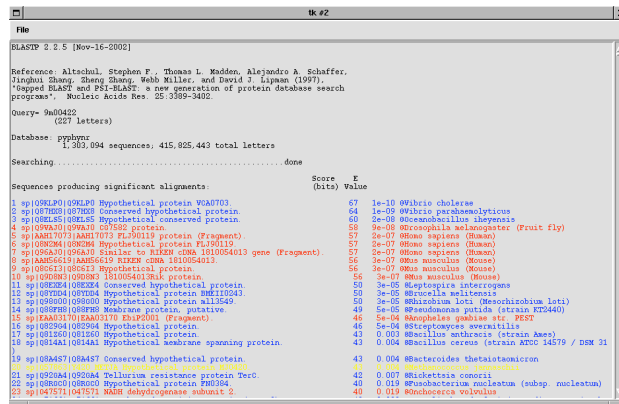 tk #2
File
BLASTP 2.2.5 [Nov-16-2002]
Reference: Altschul, Stephen F., Thomas L. Madden, Alejandro A. Schaffer,
Jinghui Zhang, Zheng Zhang, Webb Miller, and David J. Lipman (1997),
"Gapped BLAST and PSI-BLAST: a new generation of protein database search
programs", Nucleic Acids Res. 25:3389-3402.
Query= 9m00422
(227 letters)
Database: pyphynr
1,303,094 sequences; 415,825,443 total letters
Searching..................................................done
Score E
Sequences producing significant alignments: (bits) Value
1 sp|Q9KLP0|Q9KLP0 Hypothetical protein VCA0703. 67 1e-10 @Vibrio cholerae
2 sp|Q87HX8|Q87HX8 Conserved hypothetical protein. 64 1e-09 @Vibrio parahaemolyticus
3 sp|Q8ELS5|Q8ELS5 Conserved hypothetical protein. 60 2e-08 @Oceanobacillus iheyensis
4 sp|Q9VAJ0|Q9VAJ0 CG7582 protein. 58 9e-08 @Drosophila melanogaster (Fruit fly)
5 sp|AAH17073|AAH17073 FLJ90119 protein (Fragment). 57 2e-07 @Homo sapiens (Human)
6 sp|Q8N2M4|Q8N2M4 Hypothetical protein FLJ90119. 57 2e-07 @Homo sapiens (Human)
7 sp|Q96AJ0|Q96AJ0 Similar to RIKEN cDNA 1810054013 gene (Fragment). 57 2e-07 @Homo sapiens (Human)
8 sp|AAH56619|AAH56619 RIKEN cDNA 1810054013. 56 3e-07 @Mus musculus (Mouse)
9 sp|Q8C6I3|Q8C6I3 Hypothetical protein. 56 3e-07 @Mus musculus (Mouse)
10 sp|Q9D8N3|Q9D8N3 1810054013Rik protein. 56 3e-07 @Mus musculus (Mouse)
11 sp|Q8EXE4|Q8EXE4 Conserved hypothetical protein. 50 3e-05 @Leptospira interrogans
12 sp|Q8YDD4|Q8YDD4 Hypothetical protein BMEII0243. 50 3e-05 @Brucella melitensis
13 sp|Q98G00|Q98G00 Hypothetical protein mll3549. 50 3e-05 @Rhizobium loti (Mesorhizobium loti)
14 sp|Q88FH8|Q88FH8 Membrane protein, putative. 49 5e-05 @Pseudomonas putida (strain KT2440)
15 sp|EAA03170|EAA03170 EbiP2001 (Fragment). 46 5e-04 @Anopheles gambiae str. PEST
16 sp|Q829G4|Q829G4 Hypothetical protein. 46 5e-04 @Streptomyces avermitilis
17 sp|Q81260|Q81260 Hypothetical protein. 43 0.003 @Bacillus anthracis (strain Ames)
18 sp|Q814A1|Q814A1 Hypothetical membrane spanning protein. 43 0.004 @Bacillus cereus (strain ATCC 14579 / DSM 31
)
19 sp|Q8A4S7|Q8A4S7 Conserved hypothetical protein. 43 0.004 @Bacteroides thetaiotaomicron
21 sp|Q920A4|Q920A4 Tellurium resistance protein TerC. 42 0.007 @Rickettsia conorii
22 sp|Q8R0C0|Q8R0C0 Hypothetical protein FN0384. 40 0.019 @Fusobacterium nucleatum (subsp. nucleatum)
23 sp|O47571|O47571 NADH dehydrogenase subunit 2. 40 0.019 @Onchocerca volvulus